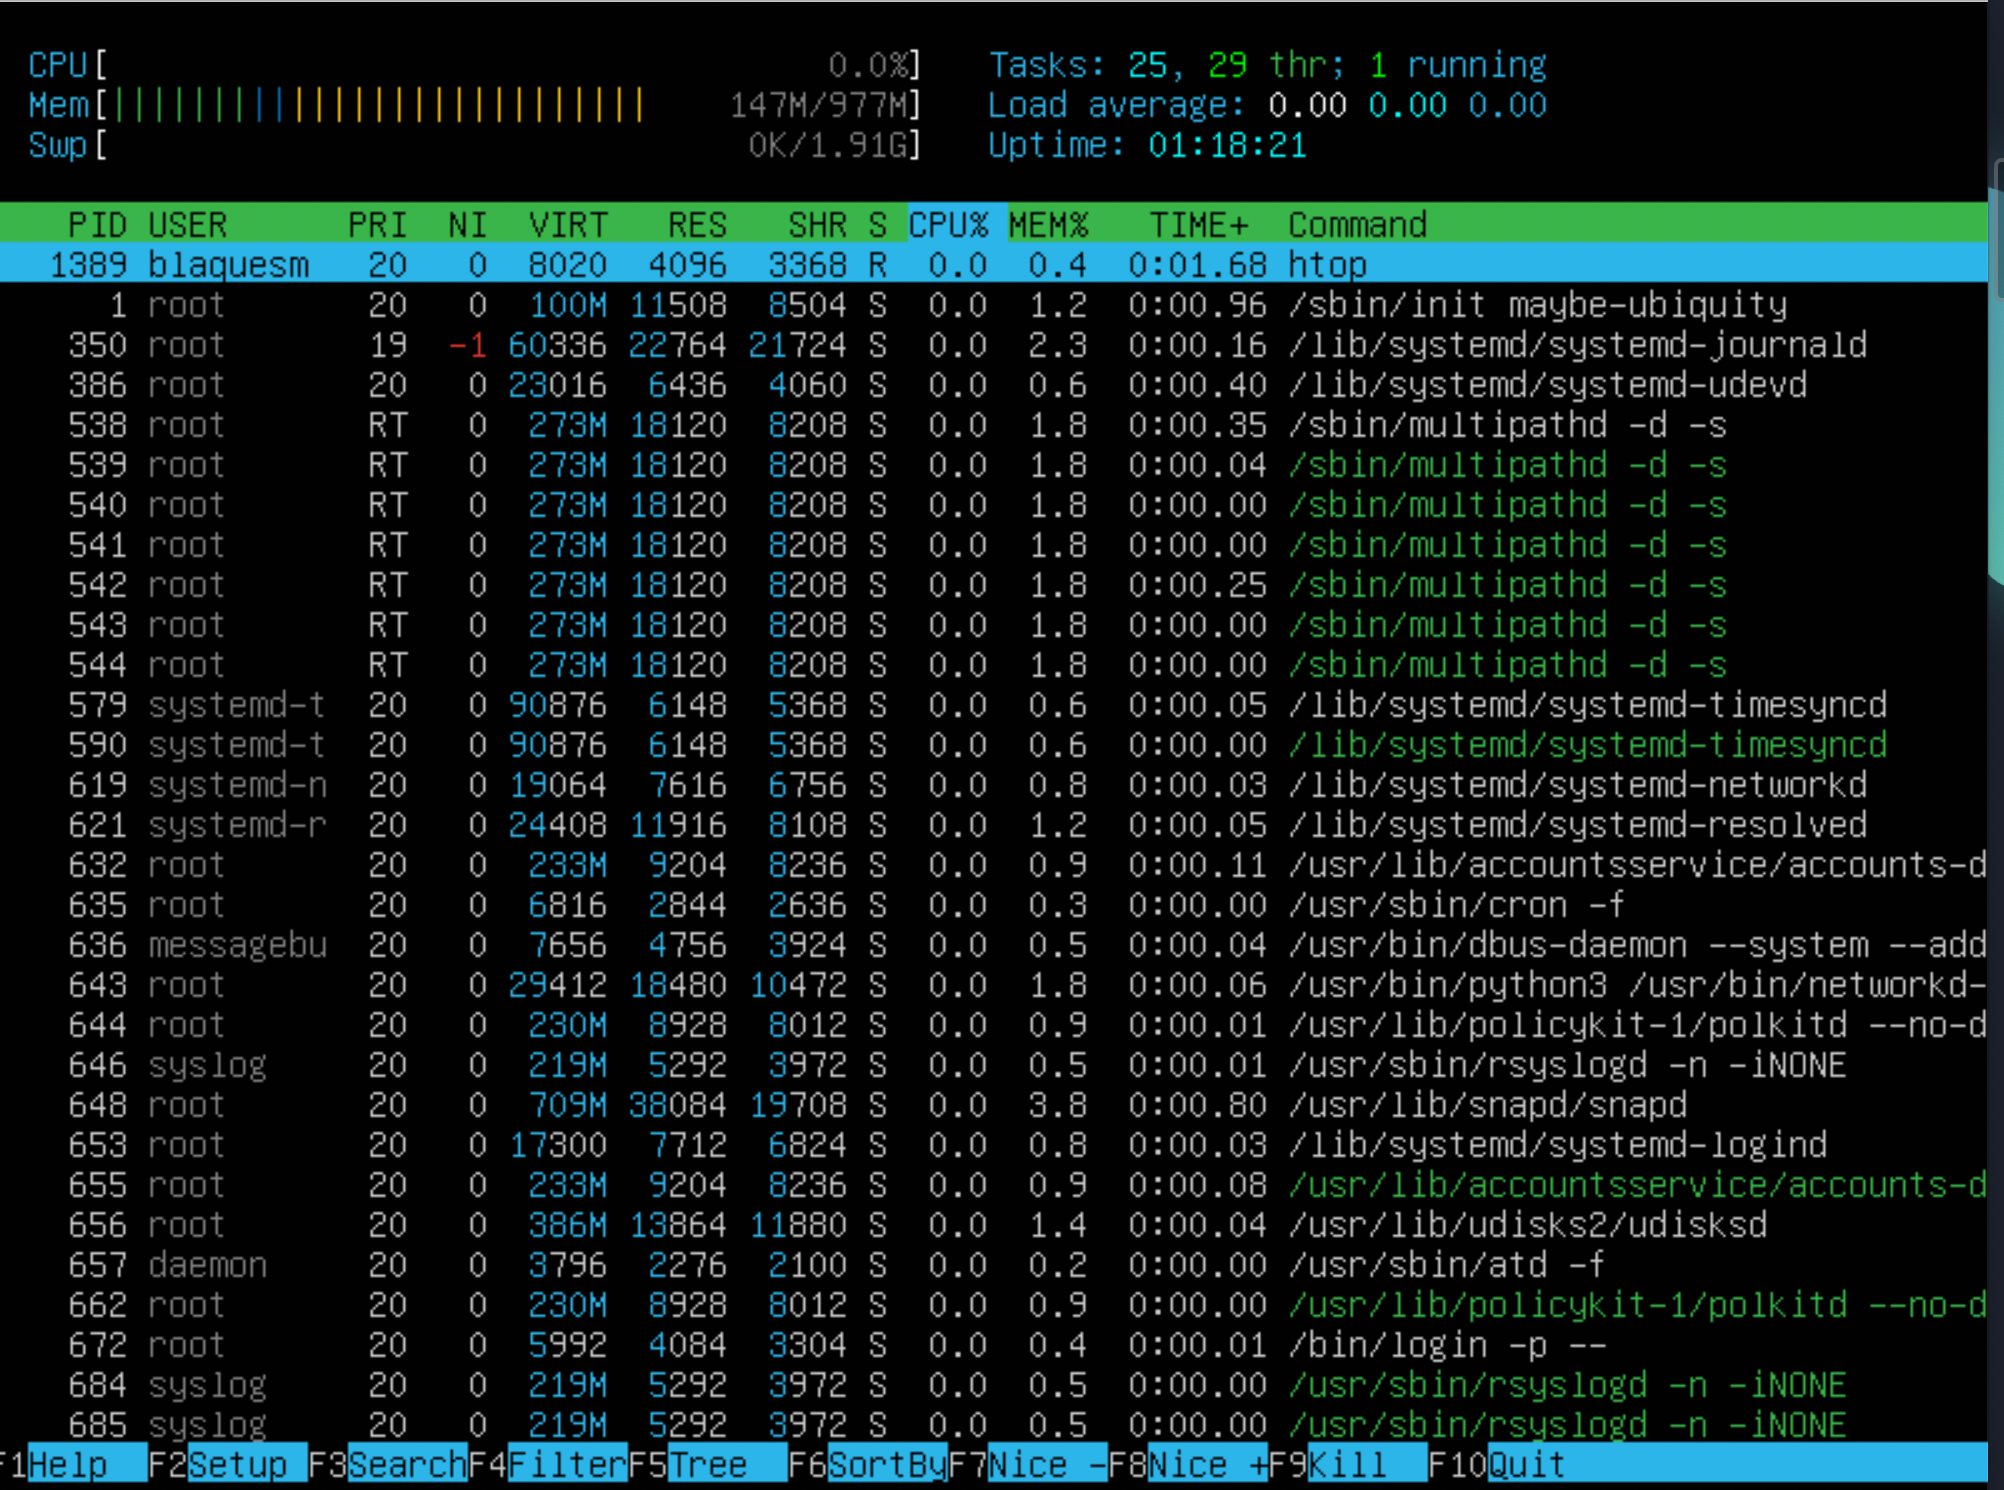 CPU[ 0.0%] Tasks: 25, 29 thr; 1 running
Mem[||||||||||||||||||||||||||| 147M/977M] Load average: 0.00 0.00 0.00
Swp[ 0K/1.91G] Uptime: 01:18:21
PID USER PRI NI VIRT RES SHR S CPU% MEM% TIME+ Command
1389 blaquesm 20 0 8020 4096 3368 R 0.0 0.4 0:01.68 htop
1 root 20 0 100M 11508 8504 S 0.0 1.2 0:00.96 /sbin/init maybe-ubiquity
350 root 19 -1 60336 22764 21724 S 0.0 2.3 0:00.16 /lib/systemd/systemd-journald
386 root 20 0 23016 6436 4060 S 0.0 0.6 0:00.40 /lib/systemd/systemd-udevd
538 root RT 0 273M 18120 8208 S 0.0 1.8 0:00.35 /sbin/multipathd -d -s
539 root RT 0 273M 18120 8208 S 0.0 1.8 0:00.04 /sbin/multipathd -d -s
540 root RT 0 273M 18120 8208 S 0.0 1.8 0:00.00 /sbin/multipathd -d -s
541 root RT 0 273M 18120 8208 S 0.0 1.8 0:00.00 /sbin/multipathd -d -s
542 root RT 0 273M 18120 8208 S 0.0 1.8 0:00.25 /sbin/multipathd -d -s
543 root RT 0 273M 18120 8208 S 0.0 1.8 0:00.00 /sbin/multipathd -d -s
544 root RT 0 273M 18120 8208 S 0.0 1.8 0:00.00 /sbin/multipathd -d -s
579 systemd-t 20 0 90876 6148 5368 S 0.0 0.6 0:00.05 /lib/systemd/systemd-timesyncd
590 systemd-t 20 0 90876 6148 5368 S 0.0 0.6 0:00.00 /lib/systemd/systemd-timesyncd
619 systemd-n 20 0 19064 7616 6756 S 0.0 0.8 0:00.03 /lib/systemd/systemd-networkd
621 systemd-r 20 0 24408 11916 8108 S 0.0 1.2 0:00.05 /lib/systemd/systemd-resolved
632 root 20 0 233M 9204 8236 S 0.0 0.9 0:00.11 /usr/lib/accountsservice/accounts-d
635 root 20 0 6816 2844 2636 S 0.0 0.3 0:00.00 /usr/sbin/cron -f
636 messagebu 20 0 7656 4756 3924 S 0.0 0.5 0:00.04 /usr/bin/dbus-daemon --system --add
643 root 20 0 29412 18480 10472 S 0.0 1.8 0:00.06 /usr/bin/python3 /usr/bin/networkd-
644 root 20 0 230M 8928 8012 S 0.0 0.9 0:00.01 /usr/lib/policykit-1/polkitd --no-d
646 syslog 20 0 219M 5292 3972 S 0.0 0.5 0:00.01 /usr/sbin/rsyslogd -n -iNONE
648 root 20 0 709M 38084 19708 S 0.0 3.8 0:00.80 /usr/lib/snapd/snapd
653 root 20 0 17300 7712 6824 S 0.0 0.8 0:00.03 /lib/systemd/systemd-logind
655 root 20 0 233M 9204 8236 S 0.0 0.9 0:00.08 /usr/lib/accountsservice/accounts-d
656 root 20 0 386M 13864 11880 S 0.0 1.4 0:00.04 /usr/lib/udisks2/udisksd
657 daemon 20 0 3796 2276 2100 S 0.0 0.2 0:00.00 /usr/sbin/atd -f
662 root 20 0 230M 8928 8012 S 0.0 0.9 0:00.00 /usr/lib/policykit-1/polkitd --no-d
672 root 20 0 5992 4084 3304 S 0.0 0.4 0:00.01 /bin/login -p --
684 syslog 20 0 219M 5292 3972 S 0.0 0.5 0:00.00 /usr/sbin/rsyslogd -n -iNONE
685 syslog 20 0 219M 5292 3972 S 0.0 0.5 0:00.00 /usr/sbin/rsyslogd -n -iNONE
F1Help F2Setup F3SearchF4FilterF5Tree F6SortByF7Nice -F8Nice +F9Kill F10Quit